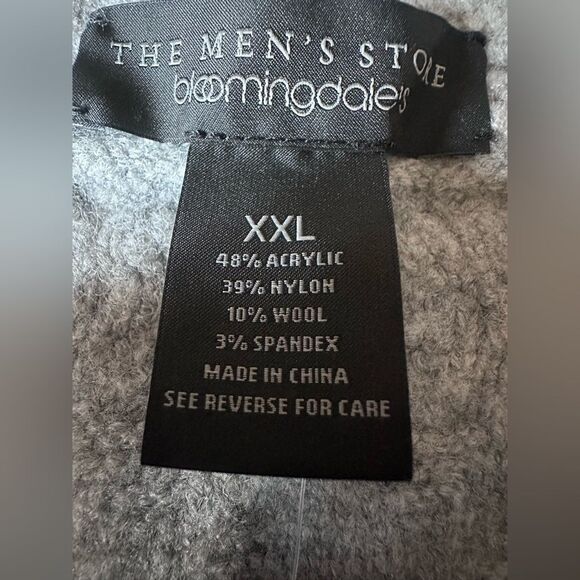 THE MEN'S STORE
bloomingdale's
XXL
48% ACRYLIC
39% NYLON
10% WOOL
3% SPANDEX
MADE IN CHINA
SEE REVERSE FOR CARE